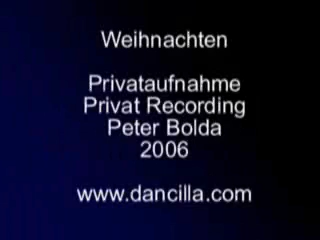 Weihnachten
Privataufnahme
Privat Recording
Peter Bolda
2006
www.dancilla.com